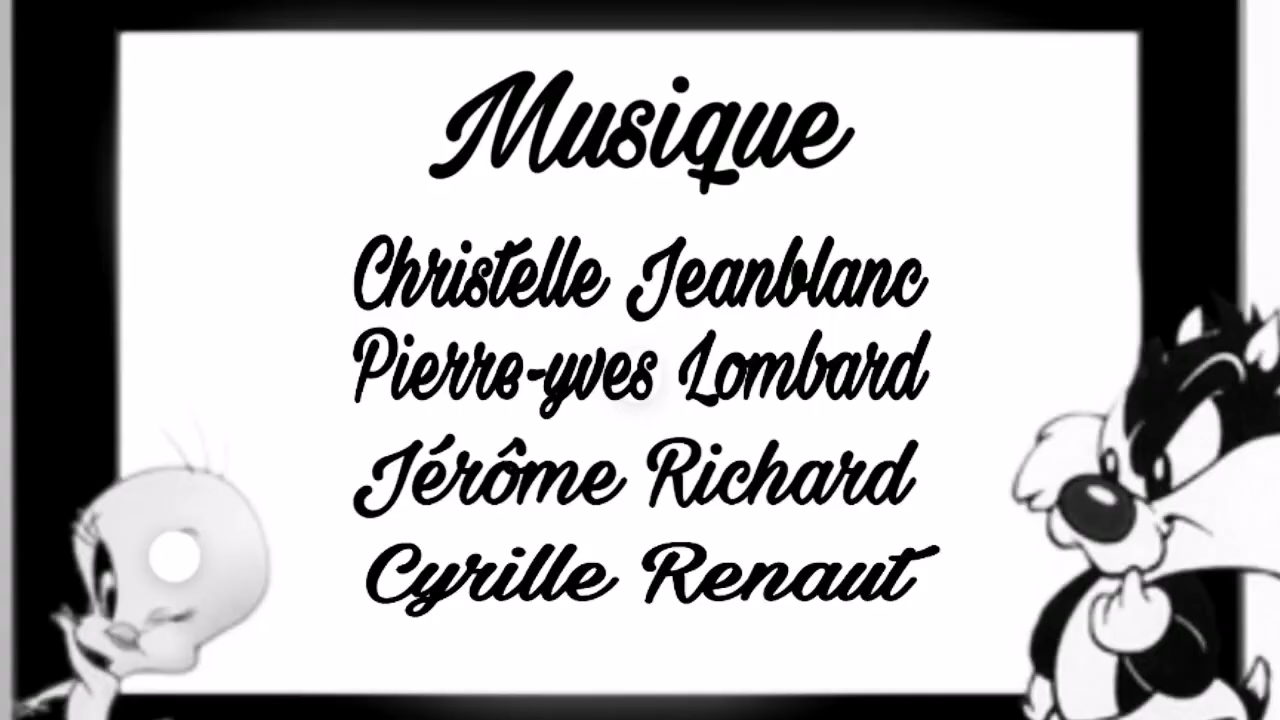 Musique
Christelle Jeanblanc
Pierre-yves Lombard
Jérôme Richard
Cyrille Renaut